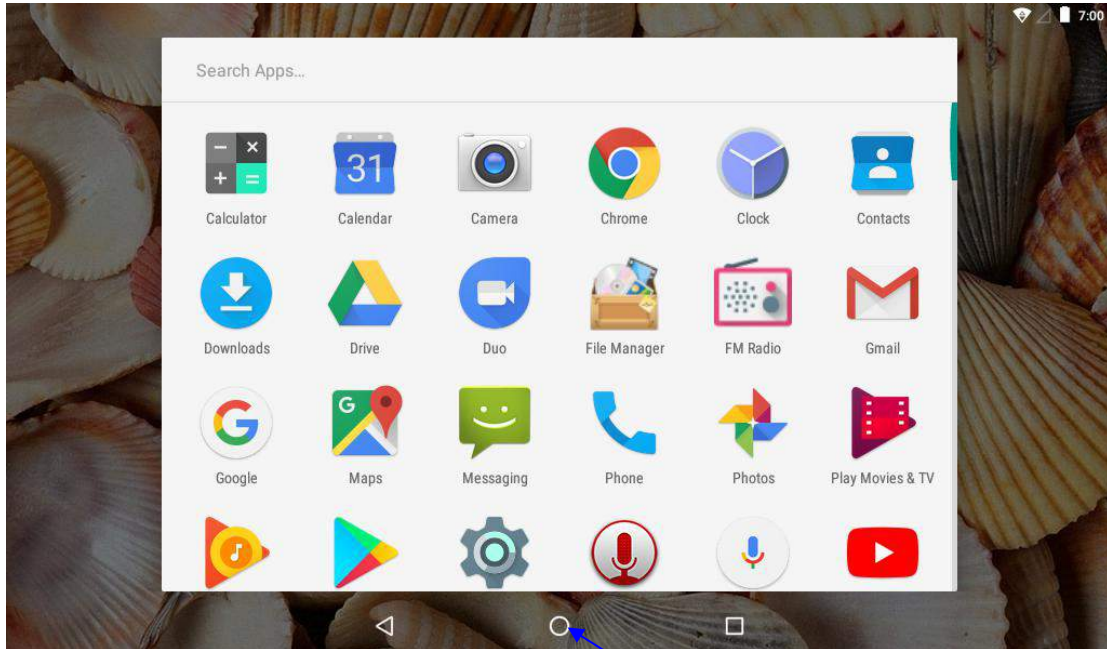 7:00
Search Apps...
31
Calculator Calendar Camera Chrome Clock Contacts
Downloads Drive Duo File Manager FM Radio Gmail
G
Google Maps Messaging Phone Photos Play Movies & TV